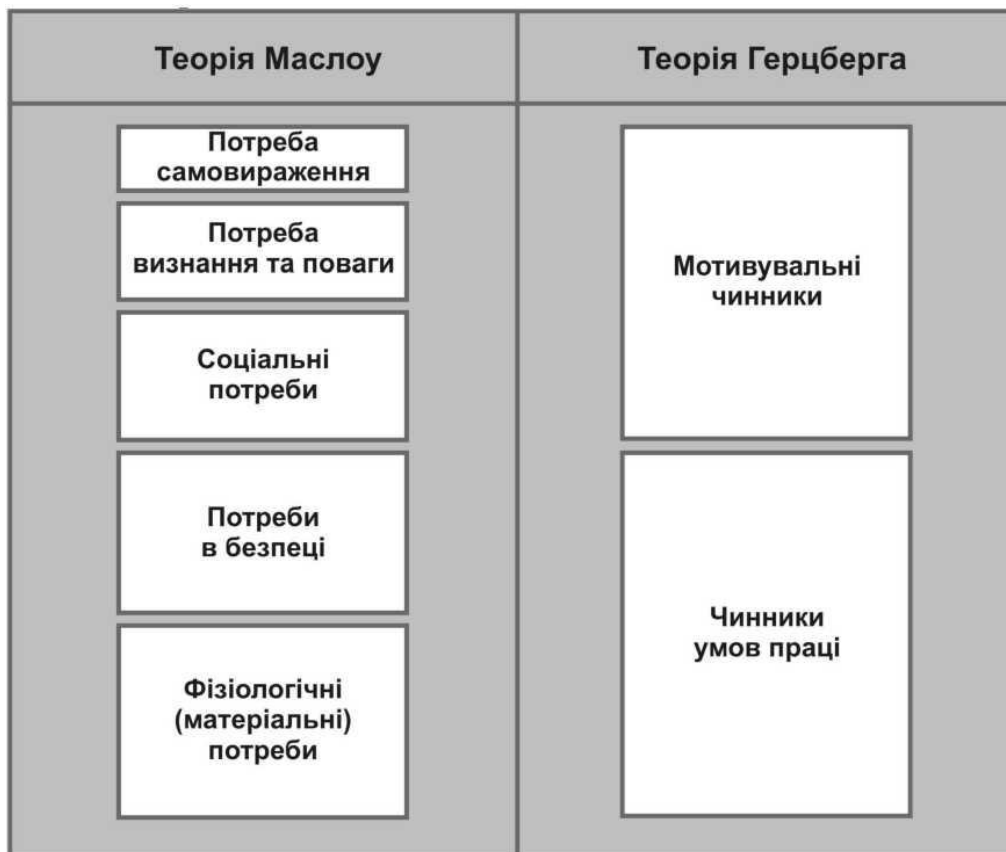 Теорія Маслоу
Теорія Герцберга
Потреба
самовираження
Потреба
визнання та поваги
Соціальні
потреби
Потреби
в безпеці
Фізіологічні
(матеріальні)
потреби
Мотивувальні
чинники
Чинники
умов праці